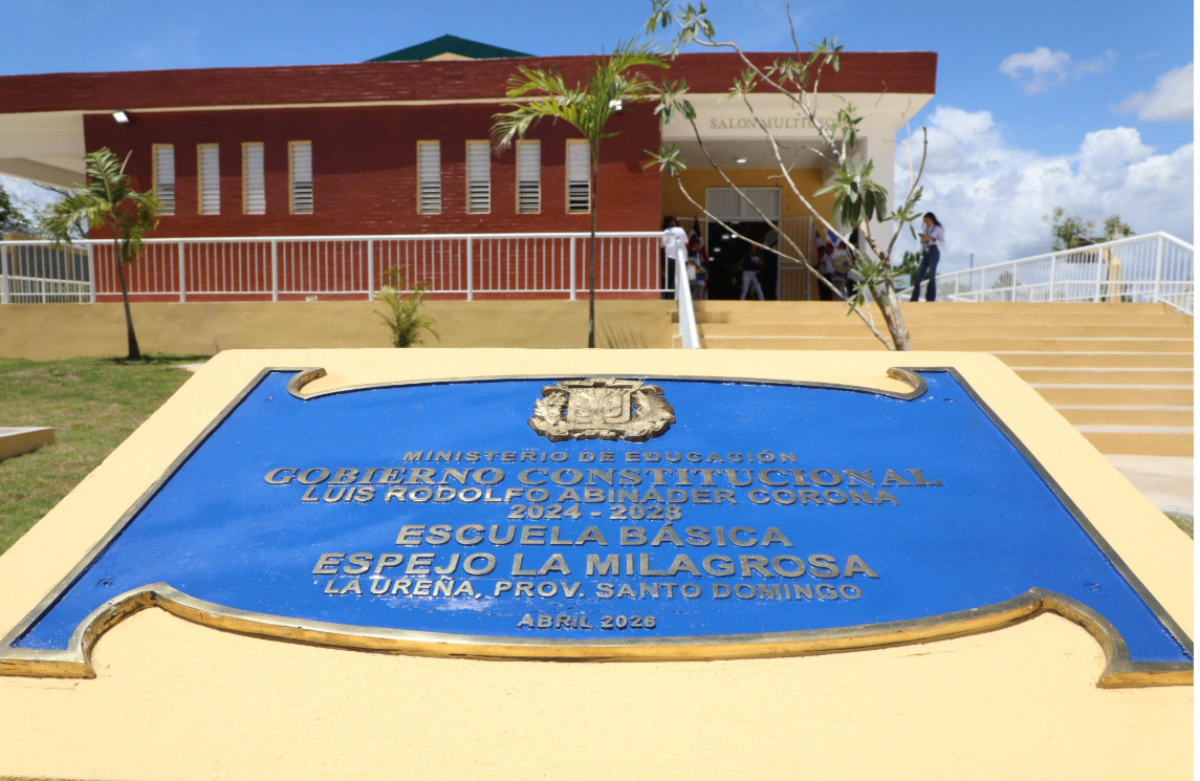 SALON MULTIUSO
MINISTERIO DE EDUCACIÓN
GOBIERNO CONSTITUCIONAL
LUIS RODOLFO ABINADER CORONA
2024 - 2028
ESCUELA BÁSICA
ESPEJO LA MILAGROSA
LA UREÑA, PROV. SANTO DOMINGO
ABRIL 2026